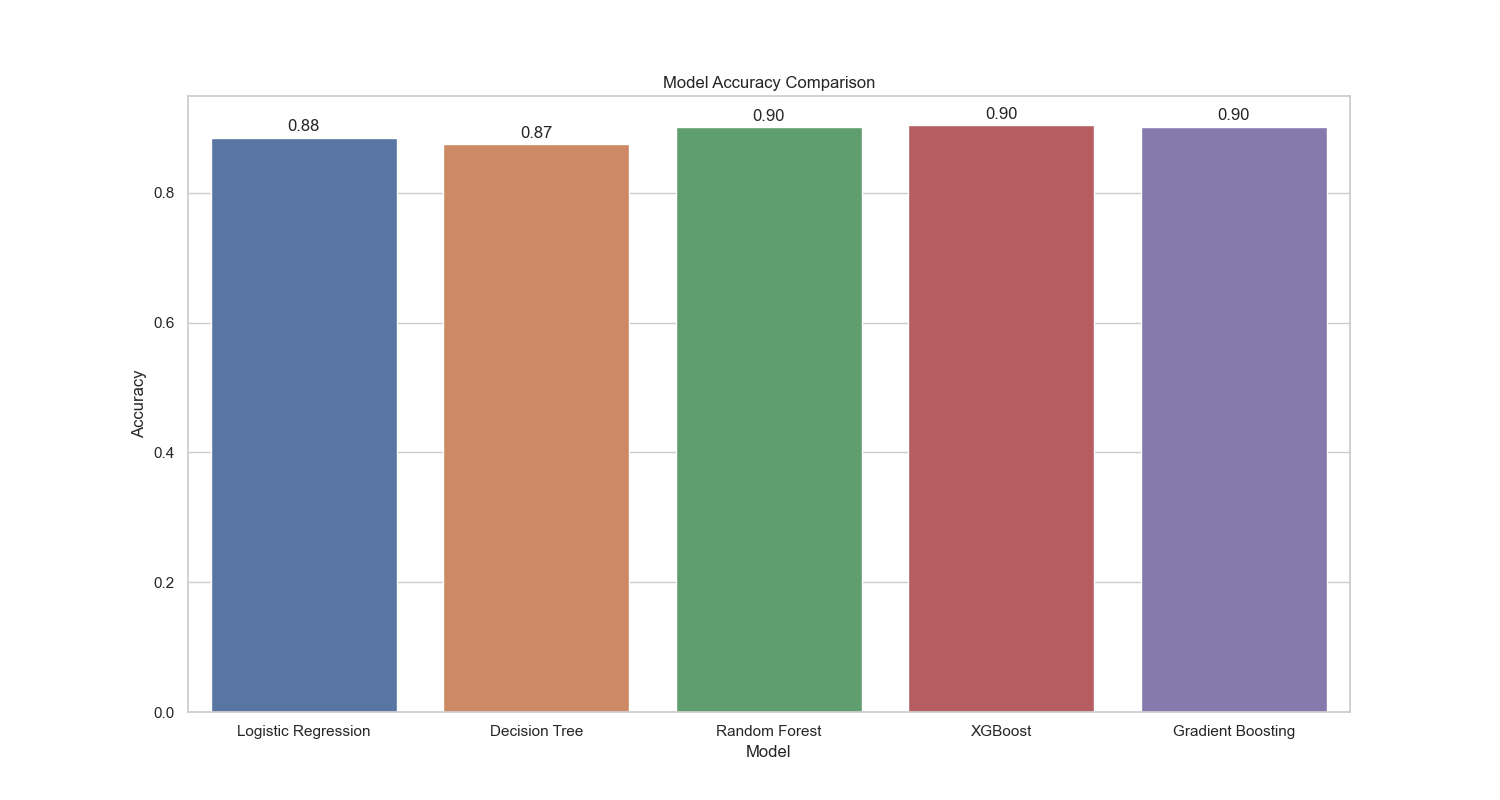 Model Accuracy Comparison
0.88
0.87
0.90
0.90
0.90
0.8
0.6
0.4
0.2
0.0
Accuracy
Logistic Regression
Decision Tree
Random Forest
XGBoost
Gradient Boosting
Model